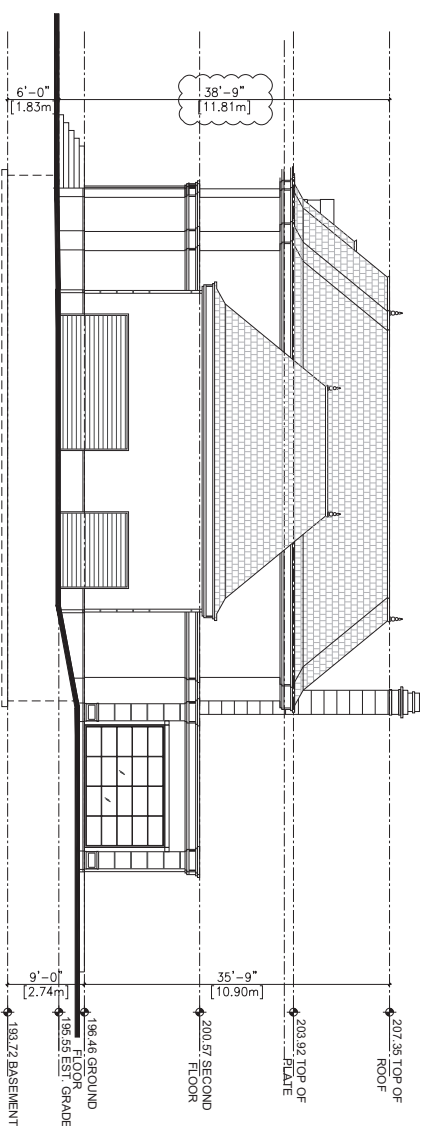 6'-0"
[1.83m
38'-9"
[11.81m]
9'-0"
[2.74m]
35'-9"
[10.90m]
207.35 TOP OF
ROOF
203.92 TOP OF
PLATE
200.57 SECOND
FLOOR
196.46 GROUND
FLOOR
195.55 EST. GRADE
193.72 BASEMENT